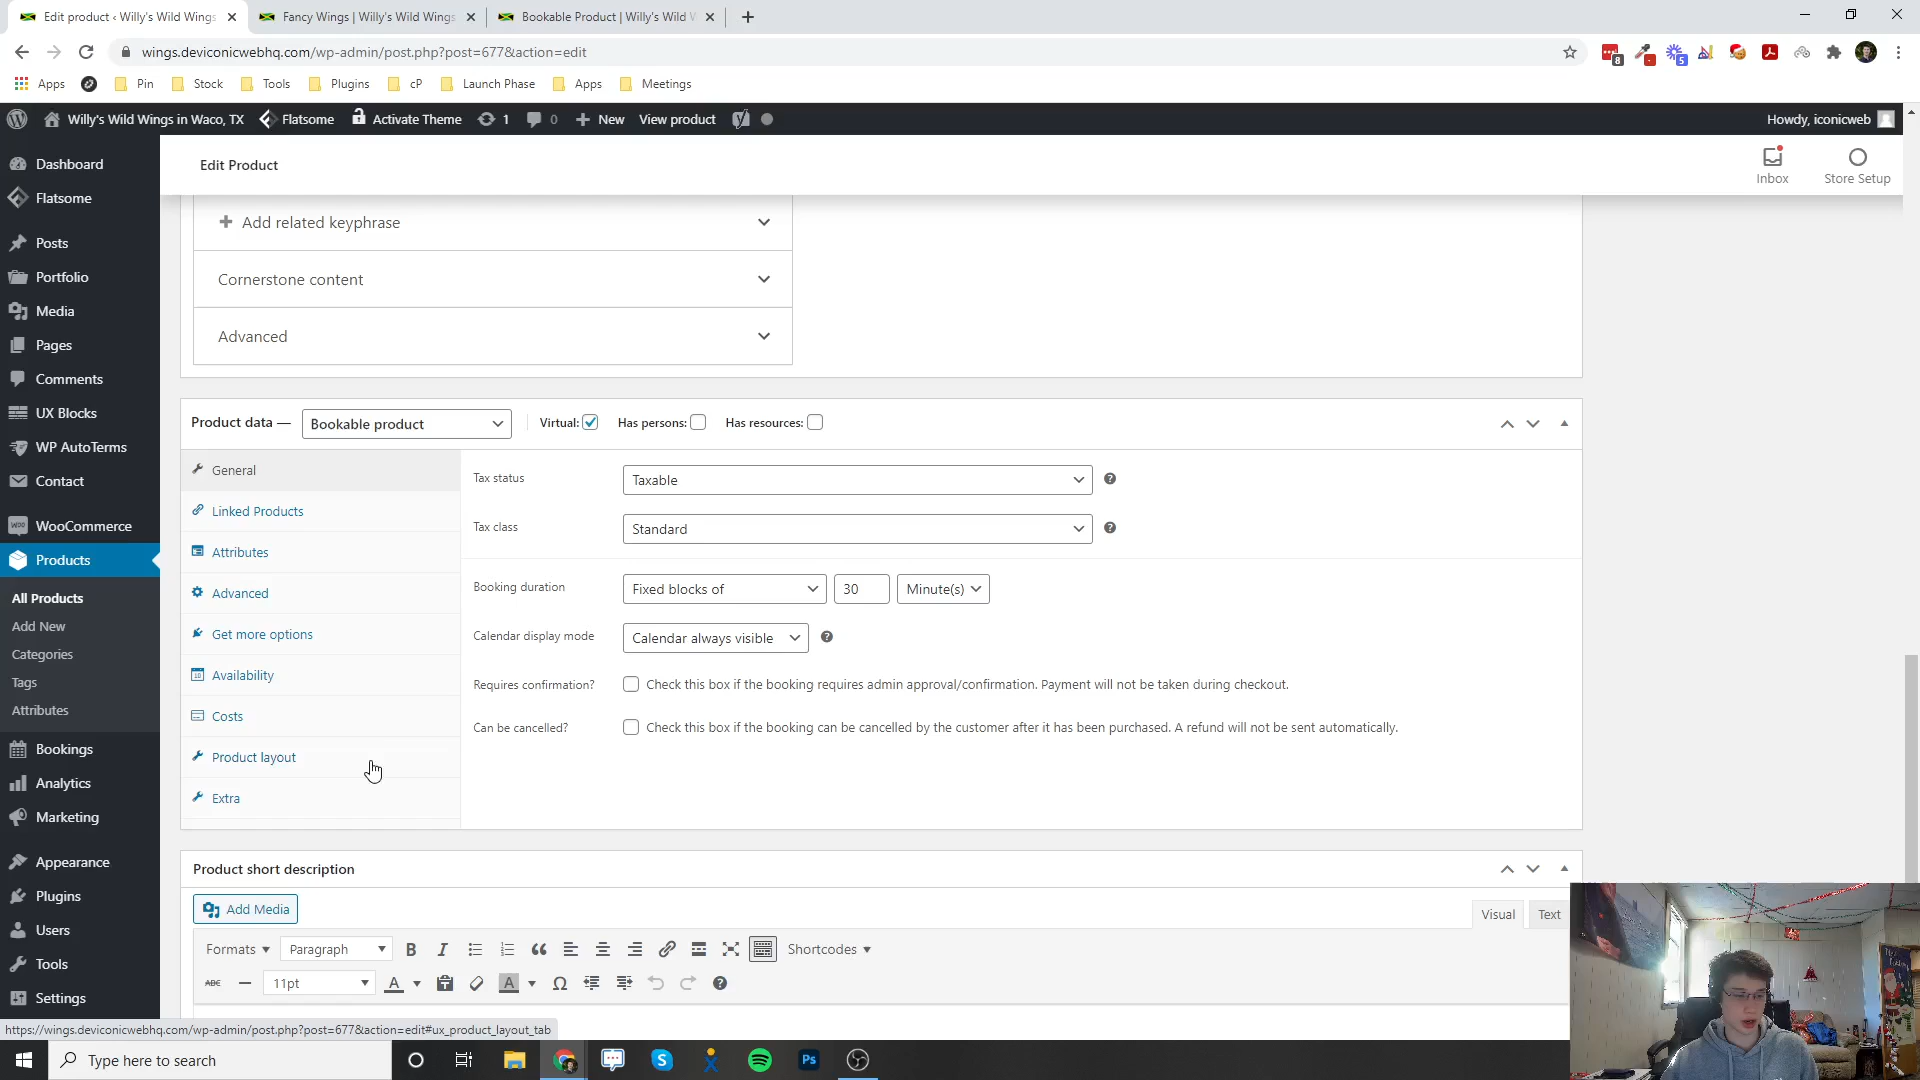 Edit product ‹ Willy's Wild Wings
Fancy Wings | Willy's Wild Wings
Bookable Product | Willy's Wild W
wings.deviconicwebhq.com/wp-admin/post.php?post=677&action=edit
8
5
Apps
Pin
Stock
Tools
Plugins
cP
Launch Phase
Apps
Meetings
Willy's Wild Wings in Waco, TX
Flatsome
Activate Theme
1
0
New
View product
Howdy, iconicweb
Dashboard
Flatsome
Posts
Portfolio
Media
Pages
Comments
UX Blocks
WP AutoTerms
Contact
WooCommerce
Products
All Products
Add New
Categories
Tags
Attributes
Bookings
Analytics
Marketing
Appearance
Plugins
Users
Tools
Settings
Edit Product
Inbox
Store Setup
Add related keyphrase
Cornerstone content
Advanced
Product data —
Bookable product
Virtual:
Has persons:
Has resources:
General
Linked Products
Attributes
Advanced
Get more options
Availability
Costs
Product layout
Extra
Tax status
Taxable
Tax class
Standard
Booking duration
Fixed blocks of
30
Minute(s)
Calendar display mode
Calendar always visible
Requires confirmation?
Check this box if the booking requires admin approval/confirmation. Payment will not be taken during checkout.
Can be cancelled?
Check this box if the booking can be cancelled by the customer after it has been purchased. A refund will not be sent automatically.
Product short description
Add Media
Visual
Text
Formats
Paragraph
B
I
Shortcodes
ABC
11pt
A
A
Ω
https://wings.deviconicwebhq.com/wp-admin/post.php?post=677&action=edit#ux_product_layout_tab
Type here to search
S
Ps